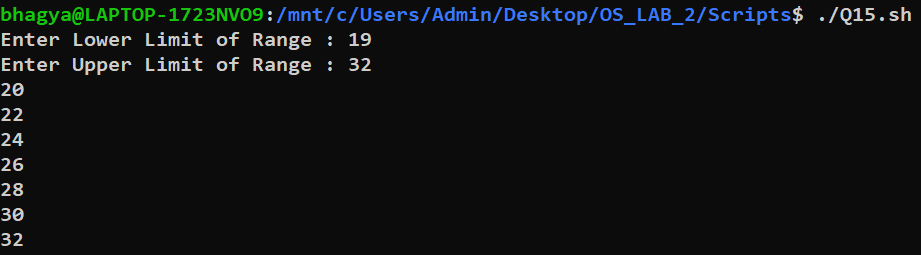 bhagya@LAPTOP-1723NVO9:/mnt/c/Users/Admin/Desktop/OS_LAB_2/Scripts$ ./Q15.sh
Enter Lower Limit of Range : 19
Enter Upper Limit of Range : 32
20
22
24
26
28
30
32